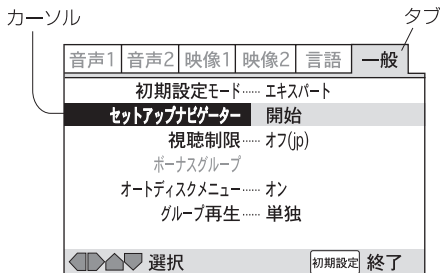 カーソル
タブ
音声1 音声2 映像1 映像2 言語 一般
初期設定モード…… エキスパート
セットアップナビゲーター 開始
視聴制限…… オフ(jp)
ボーナスグループ
オートディスクメニュー…… オン
グループ再生…… 単独
選択 初期設定 終了